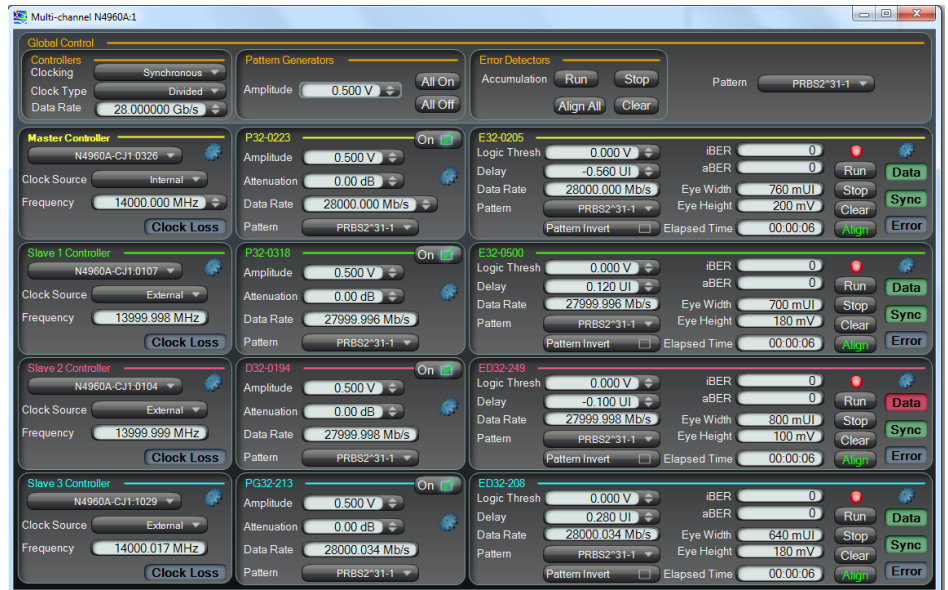 Multi-channel N4960A:1
Global Control
Controllers
Clocking Synchronous
Clock Type Divided
Data Rate 28.000000 Gb/s
Pattern Generators
Amplitude 0.500 V
All On
All Off
Error Detectors
Accumulation Run Stop
Align All Clear
Pattern PRBS2^31-1
Master Controller
N4960A-CJ1:0326
Clock Source Internal
Frequency 14000.000 MHz
Clock Loss
P32-0223 On
Amplitude 0.500 V
Attenuation 0.00 dB
Data Rate 28000.000 Mb/s
Pattern PRBS2^31-1
E32-0205
Logic Thresh 0.000 V iBER 0
Delay -0.560 UI aBER 0 Run Data
Data Rate 28000.000 Mb/s Eye Width 760 mUI Stop
Pattern PRBS2^31-1 Eye Height 200 mV Clear Sync
Pattern Invert Elapsed Time 00:00:06 Align Error
Slave 1 Controller
N4960A-CJ1:0107
Clock Source External
Frequency 13999.998 MHz
Clock Loss
P32-0318 On
Amplitude 0.500 V
Attenuation 0.00 dB
Data Rate 27999.996 Mb/s
Pattern PRBS2^31-1
E32-0500
Logic Thresh 0.000 V iBER 0
Delay 0.120 UI aBER 0 Run Data
Data Rate 27999.996 Mb/s Eye Width 700 mUI Stop
Pattern PRBS2^31-1 Eye Height 180 mV Clear Sync
Pattern Invert Elapsed Time 00:00:06 Align Error
Slave 2 Controller
N4960A-CJ1:0104
Clock Source External
Frequency 13999.999 MHz
Clock Loss
D32-0194 On
Amplitude 0.500 V
Attenuation 0.00 dB
Data Rate 27999.998 Mb/s
Pattern PRBS2^31-1
ED32-249
Logic Thresh 0.000 V iBER 0
Delay -0.100 UI aBER 0 Run Data
Data Rate 27999.998 Mb/s Eye Width 800 mUI Stop
Pattern PRBS2^31-1 Eye Height 100 mV Clear Sync
Pattern Invert Elapsed Time 00:00:06 Align Error
Slave 3 Controller
N4960A-CJ1:1029
Clock Source External
Frequency 14000.017 MHz
Clock Loss
PG32-213 On
Amplitude 0.500 V
Attenuation 0.00 dB
Data Rate 28000.034 Mb/s
Pattern PRBS2^31-1
ED32-208
Logic Thresh 0.000 V iBER 0
Delay 0.280 UI aBER 0 Run Data
Data Rate 28000.034 Mb/s Eye Width 640 mUI Stop
Pattern PRBS2^31-1 Eye Height 180 mV Clear Sync
Pattern Invert Elapsed Time 00:00:06 Align Error